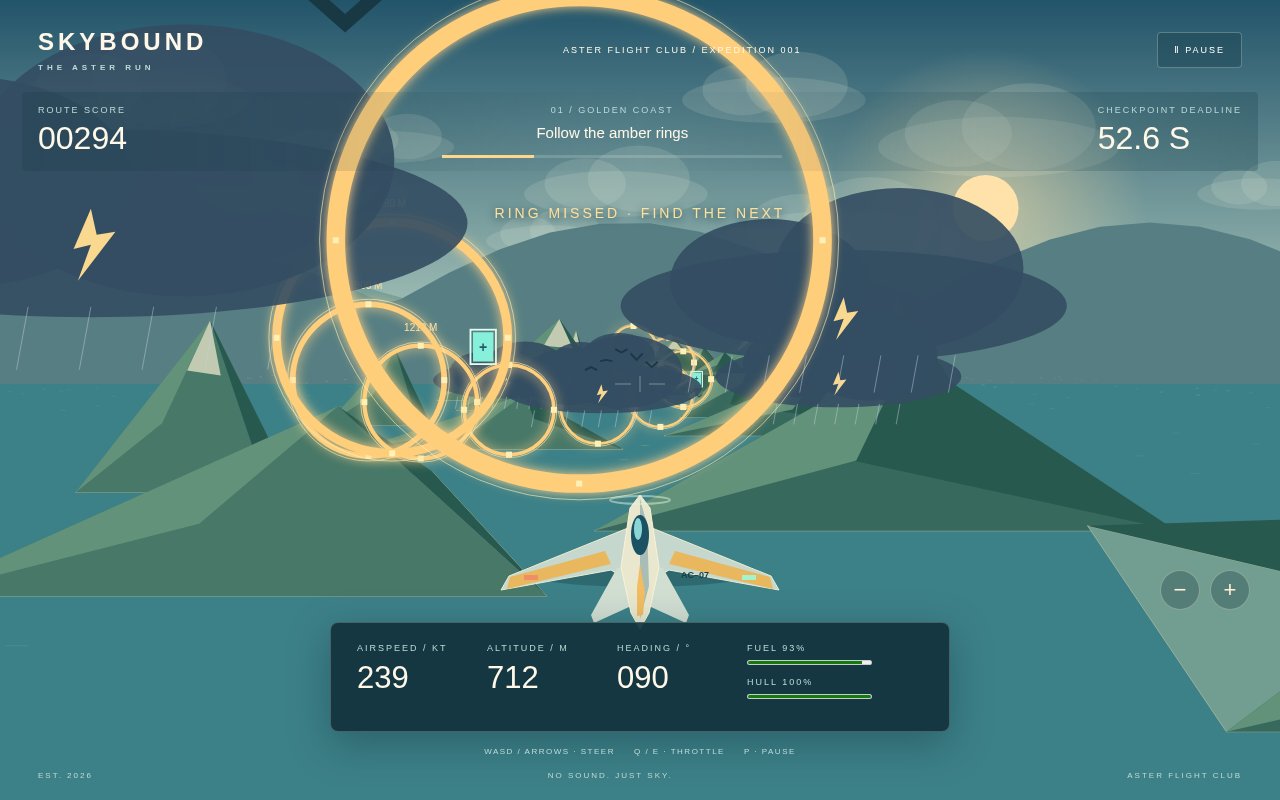 SKYBOUND
THE ASTER RUN
ASTER FLIGHT CLUB / EXPEDITION 001
Ⅱ PAUSE
ROUTE SCORE
00294
01 / GOLDEN COAST
Follow the amber rings
CHECKPOINT DEADLINE
52.6 S
RING MISSED · FIND THE NEXT
+
AC-07
−
+
AIRSPEED / KT
239
ALTITUDE / M
712
HEADING / °
090
FUEL 93%
HULL 100%
WASD / ARROWS · STEER
Q / E · THROTTLE
P · PAUSE
EST. 2026
NO SOUND. JUST SKY.
ASTER FLIGHT CLUB